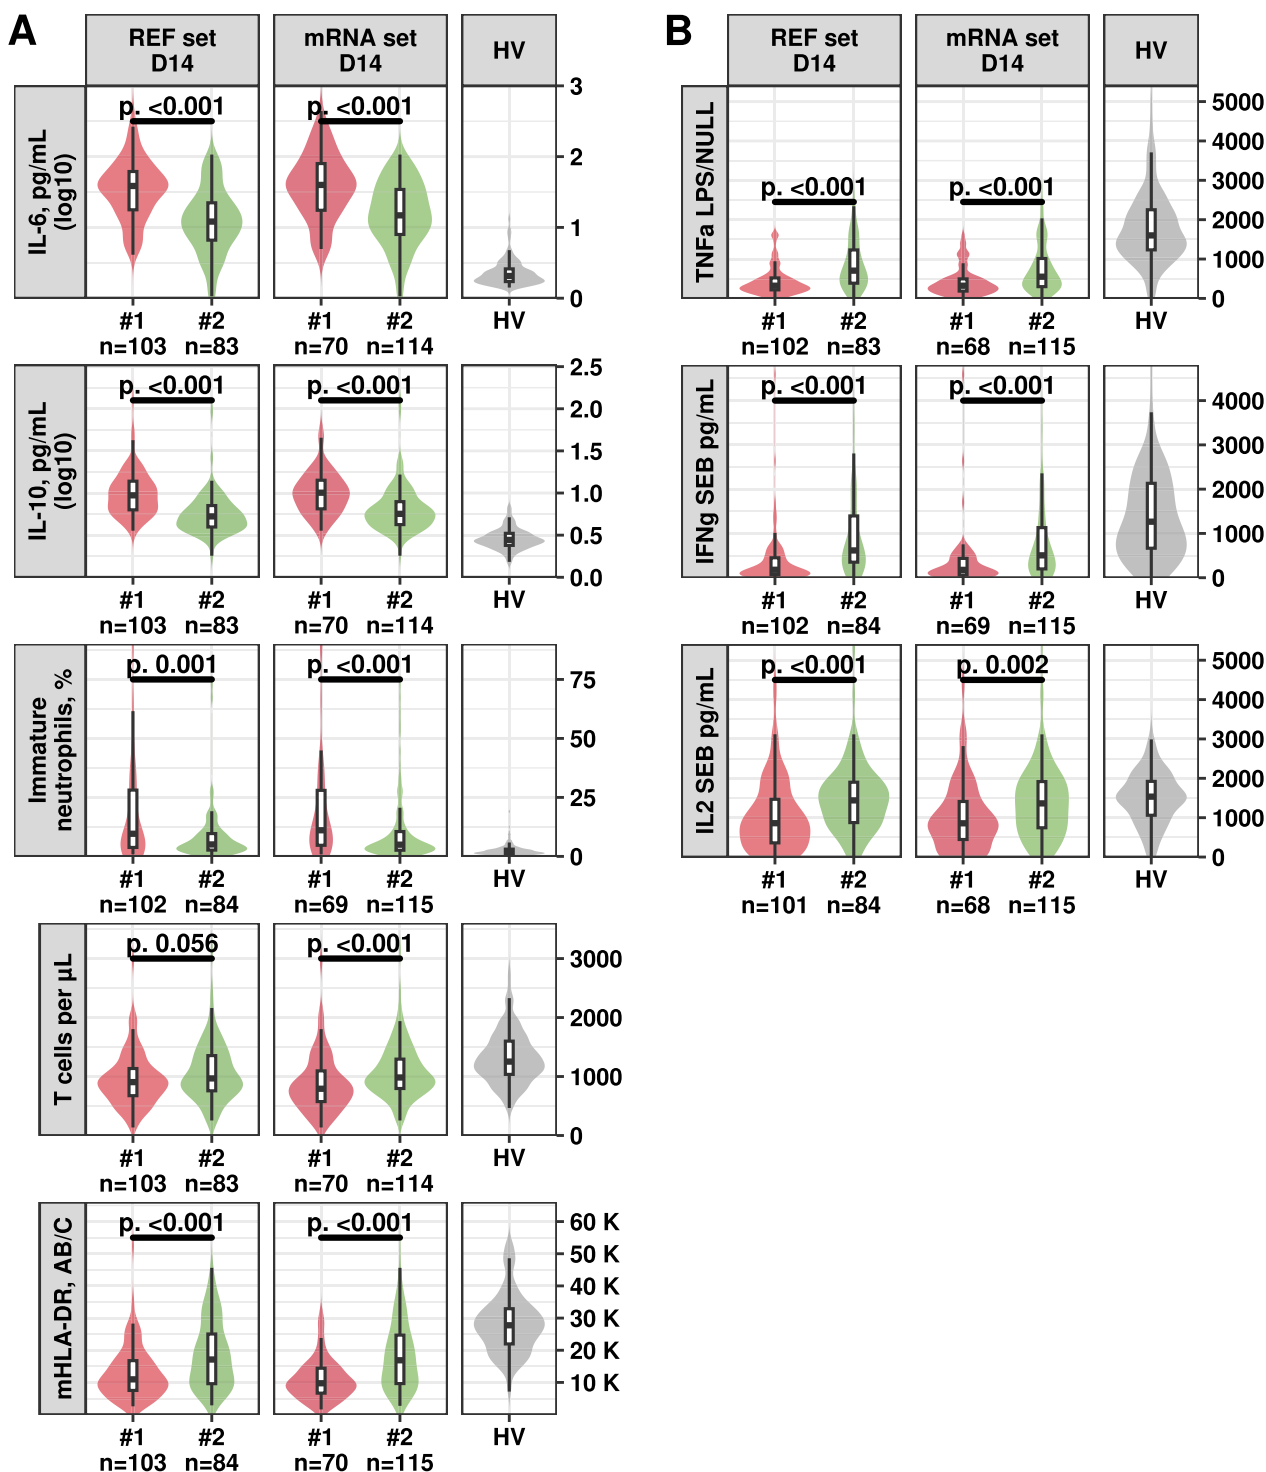 A
REF set
D14
mRNA set
D14
HV
IL-6, pg/mL
(log10)
p. <0.001
p. <0.001
3
2
1
0
#1
n=103
#2
n=83
#1
n=70
#2
n=114
HV
IL-10, pg/mL
(log10)
p. <0.001
p. <0.001
2.5
2.0
1.5
1.0
0.5
0.0
#1
n=103
#2
n=83
#1
n=70
#2
n=114
HV
Immature
neutrophils, %
p. 0.001
p. <0.001
75
50
25
0
#1
n=102
#2
n=84
#1
n=69
#2
n=115
HV
T cells per µL
p. 0.056
p. <0.001
3000
2000
1000
0
#1
n=103
#2
n=83
#1
n=70
#2
n=114
HV
mHLA-DR, AB/C
p. <0.001
p. <0.001
60 K
50 K
40 K
30 K
20 K
10 K
#1
n=103
#2
n=84
#1
n=70
#2
n=115
HV
B
REF set
D14
mRNA set
D14
HV
TNFa LPS/NULL
p. <0.001
p. <0.001
5000
4000
3000
2000
1000
0
#1
n=102
#2
n=83
#1
n=68
#2
n=115
HV
IFNg SEB pg/mL
p. <0.001
p. <0.001
4000
3000
2000
1000
0
#1
n=102
#2
n=84
#1
n=69
#2
n=115
HV
IL2 SEB pg/mL
p. <0.001
p. 0.002
5000
4000
3000
2000
1000
0
#1
n=101
#2
n=84
#1
n=68
#2
n=115
HV